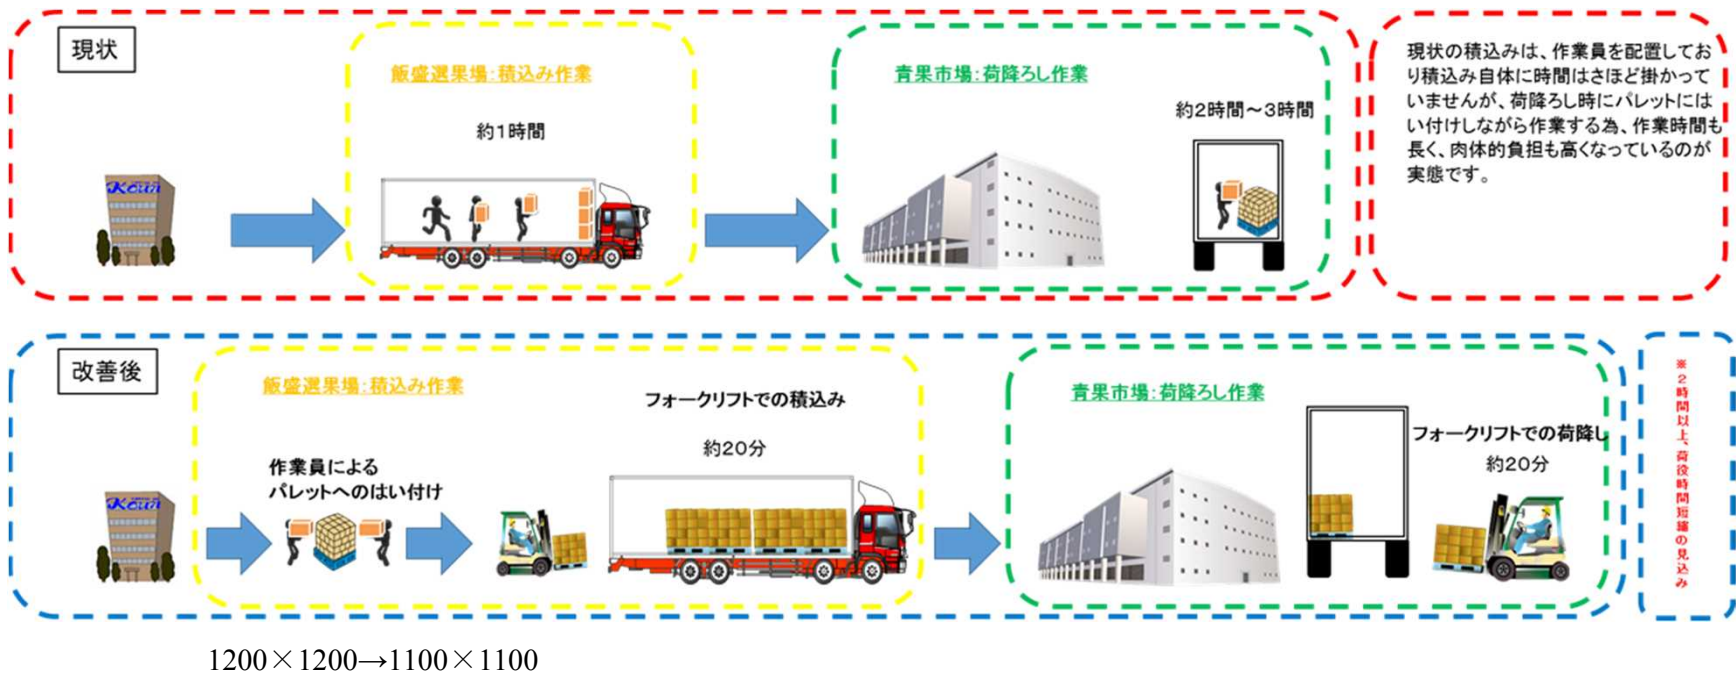 現状
飯盛選果場:積込み作業
約1時間
青果市場:荷降ろし作業
約2時間～3時間
現状の積込みは、作業員を配置してお
り積込み自体に時間はさほど掛かって
いませんが、荷降ろし時にパレットには
い付けしながら作業する為、作業時間も
長く、肉体的負担も高くなっているのが
実態です。
改善後
飯盛選果場:積込み作業
作業員による
パレットへのはい付け
フォークリフトでの積込み
約20分
青果市場:荷降ろし作業
フォークリフトでの荷降し
約20分
※2時間以上、荷役時間短縮の見込み
1200×1200→1100×1100